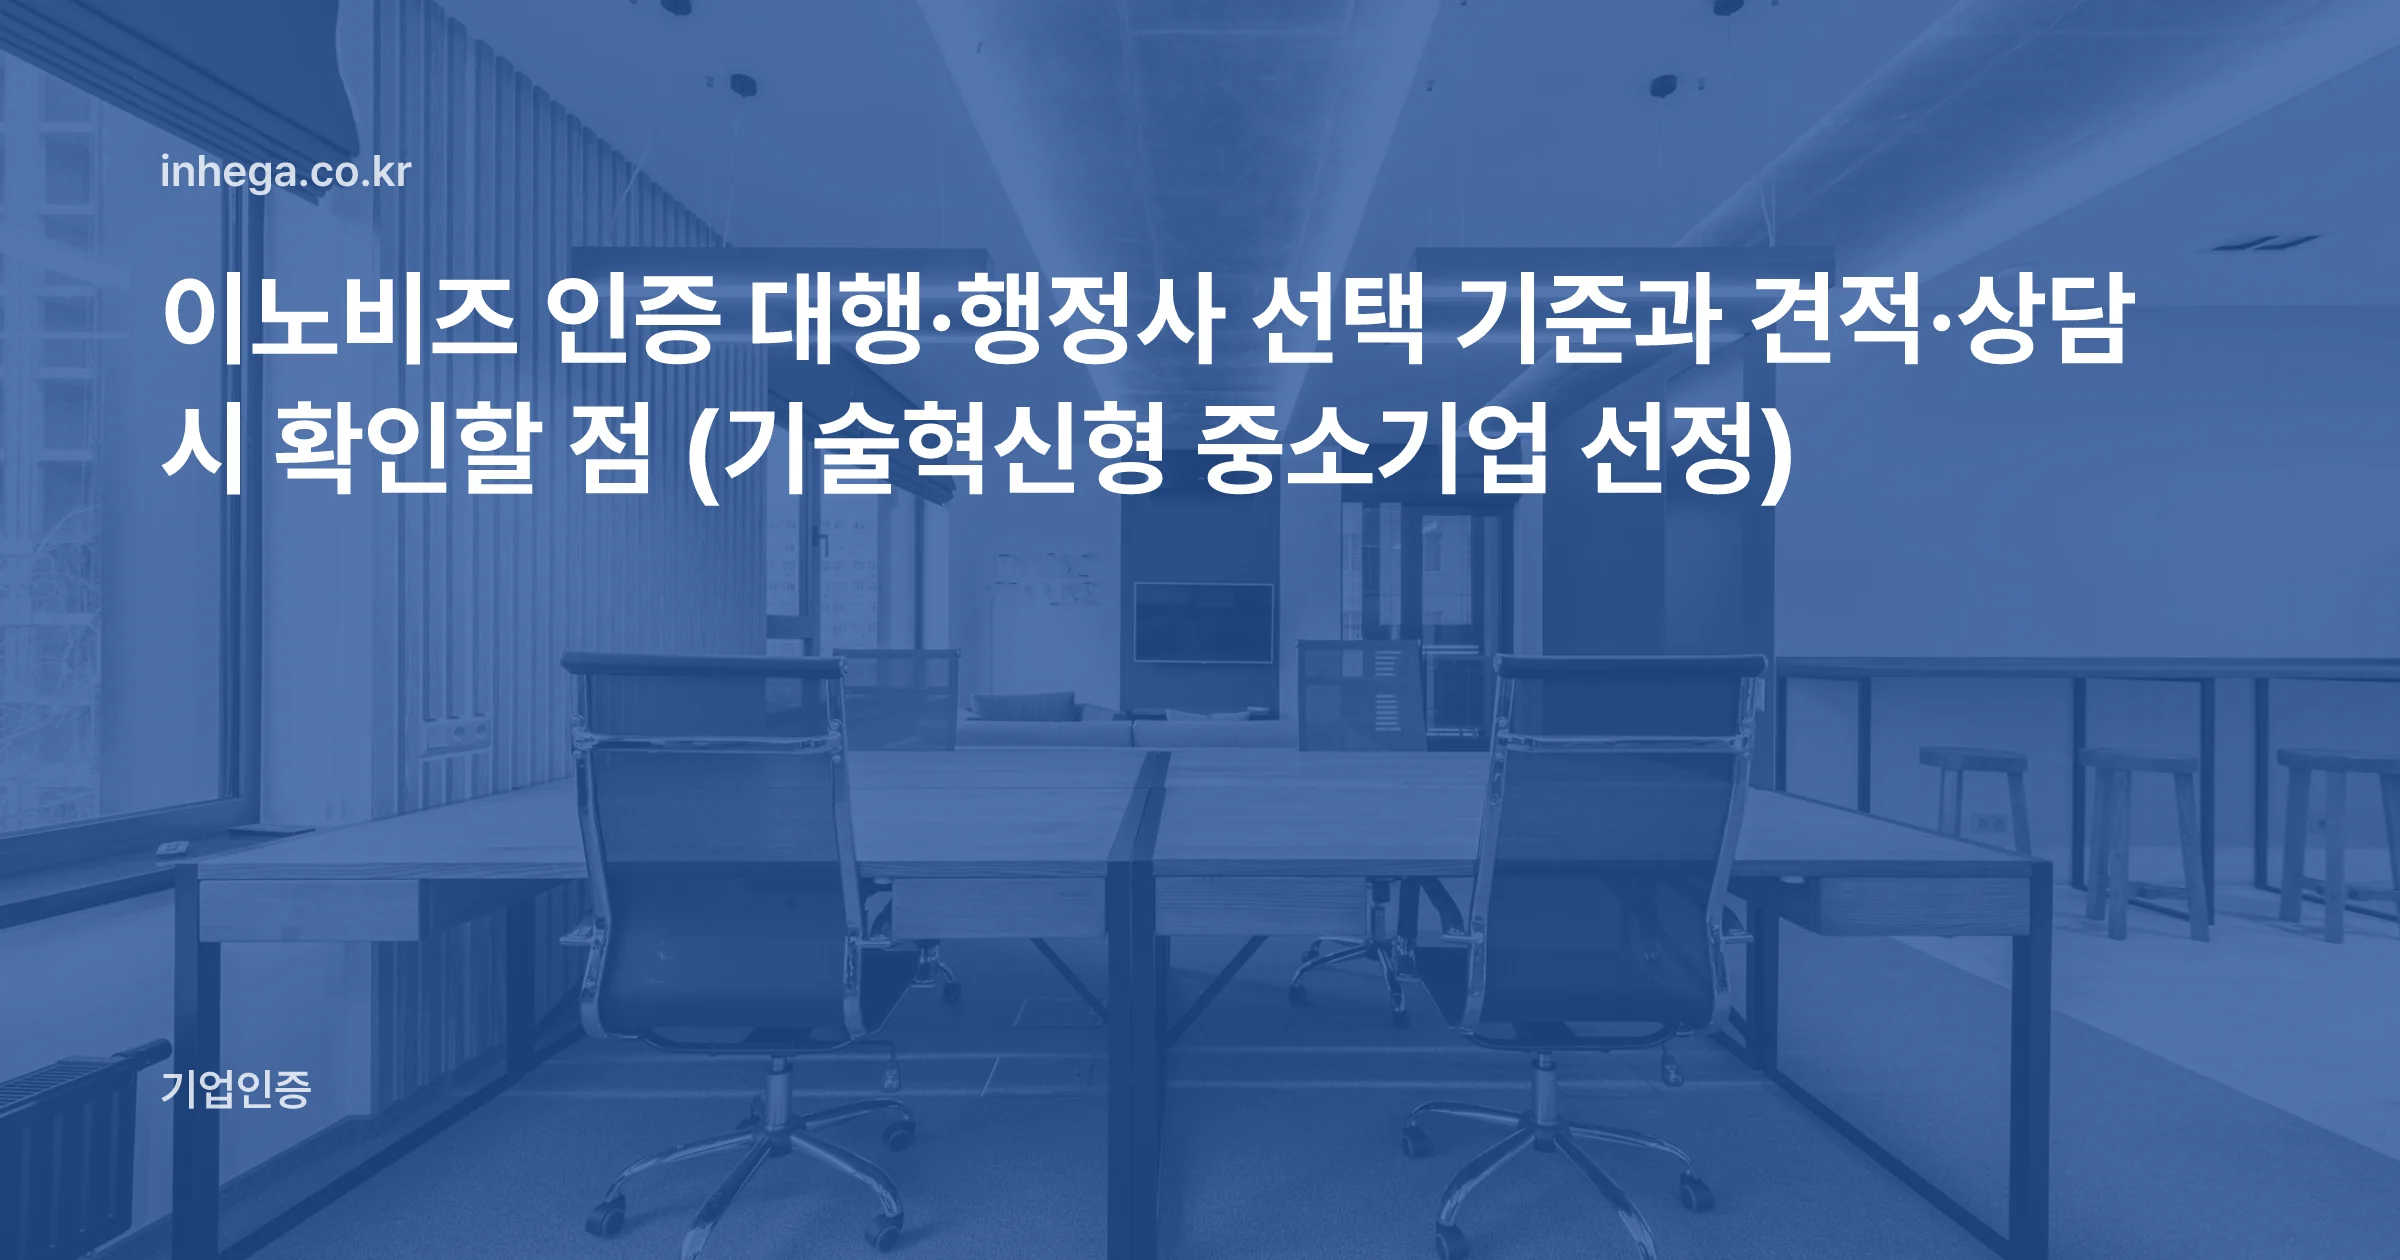 inhega.co.kr
이노비즈 인증 대행·행정사 선택 기준과 견적·상담
시 확인할 점 (기술혁신형 중소기업 선정)
기업인증